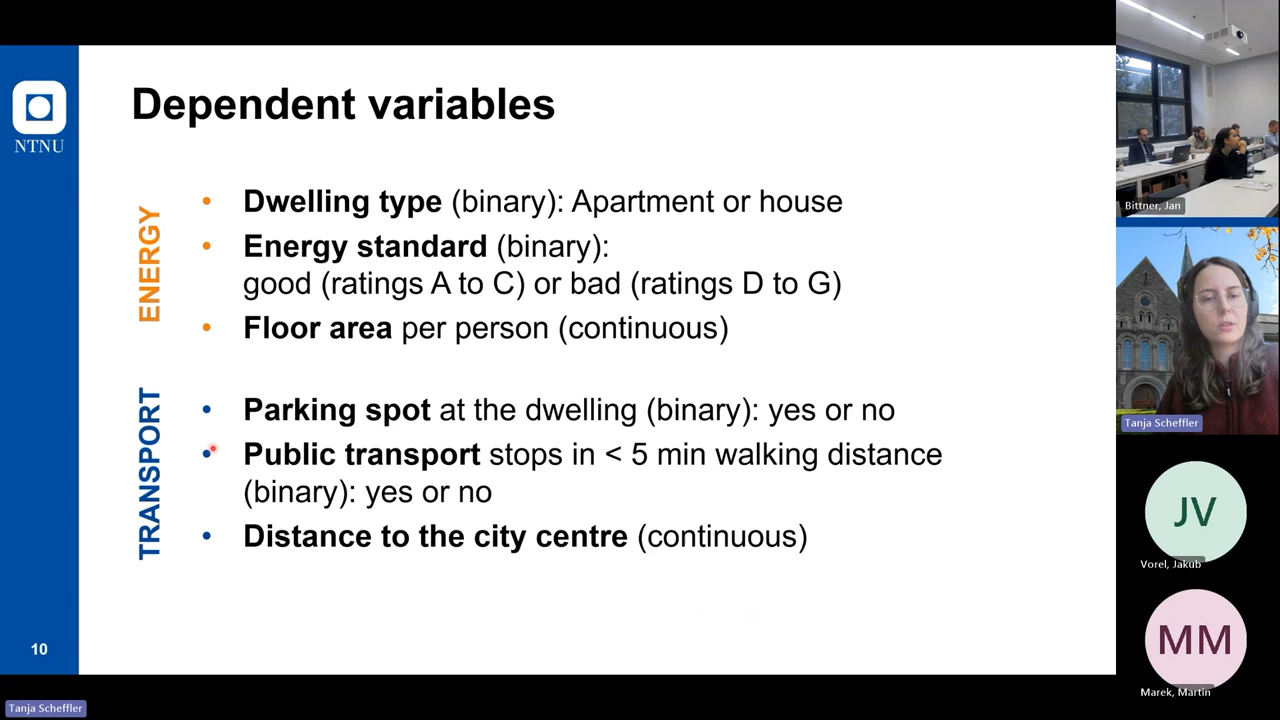 Dependent variables
NTNU
ENERGY
• Dwelling type (binary): Apartment or house
• Energy standard (binary):
good (ratings A to C) or bad (ratings D to G)
• Floor area per person (continuous)
TRANSPORT
• Parking spot at the dwelling (binary): yes or no
• Public transport stops in < 5 min walking distance
(binary): yes or no
• Distance to the city centre (continuous)
10
Tanja Scheffler
Bittner, Jan
Tanja Scheffler
JV
Vorel, Jakub
MM
Marek, Martin